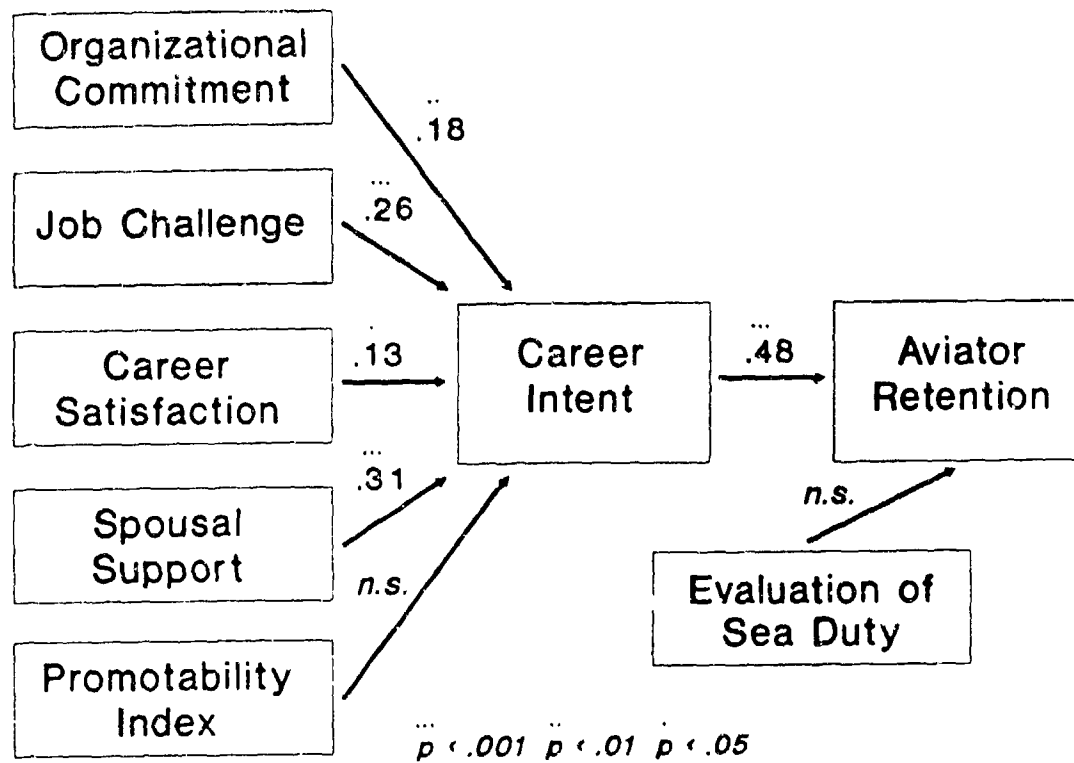 Organizational
Commitment
..
.18
Job Challenge
...
.26
Career
Satisfaction
.
.13
Career
Intent
...
.48
Aviator
Retention
Spousal
Support
...
.31
n.s.
n.s.
Evaluation of
Sea Duty
Promotability
Index
... p < .001 .. p < .01 . p < .05